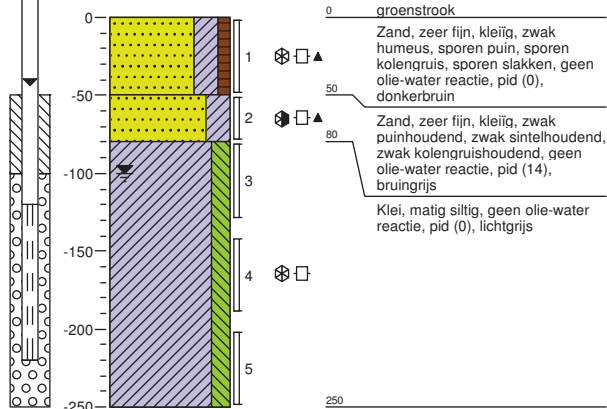 0
-50
-100
-150
-200
-250
1
2
3
4
5
0 groenstrook
Zand, zeer fijn, kleiïg, zwak
humeus, sporen puin, sporen
kolengruis, sporen slakken, geen
olie-water reactie, pid (0),
donkerbruin
50
Zand, zeer fijn, kleiïg, zwak
puinhoudend, zwak sintelhoudend,
zwak kolengruishoudend, geen
olie-water reactie, pid (14),
bruingrijs
80
Klei, matig siltig, geen olie-water
reactie, pid (0), lichtgrijs
250